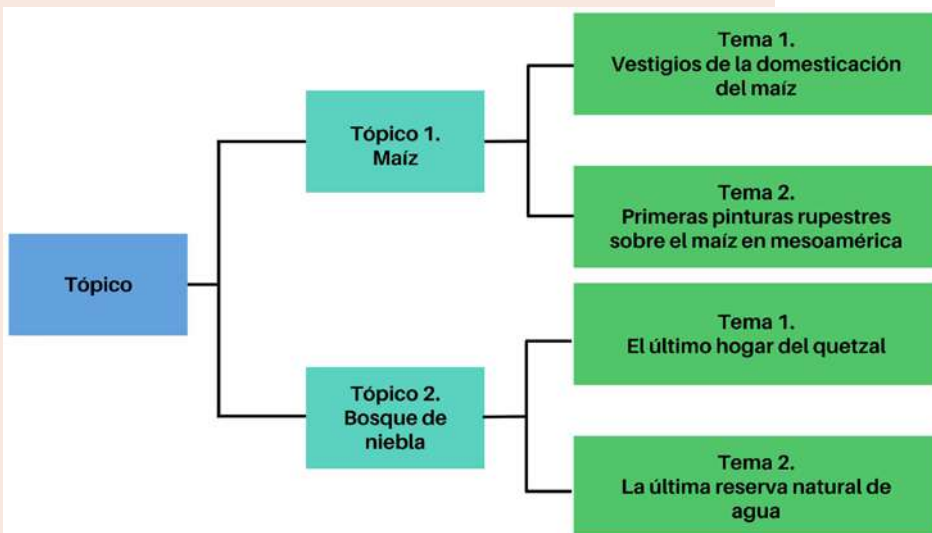 Tópico
Tópico 1.
Maíz
Tema 1.
Vestigios de la domesticación
del maíz
Tema 2.
Primeras pinturas rupestres
sobre el maíz en mesoamérica
Tópico 2.
Bosque de
niebla
Tema 1.
El último hogar del quetzal
Tema 2.
La última reserva natural de
agua